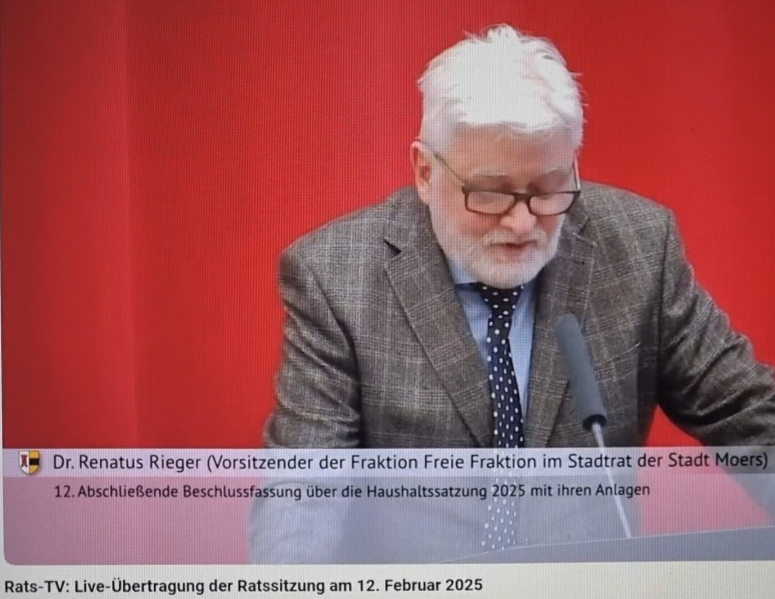 Dr. Renatus Rieger (Vorsitzender der Fraktion Freie Fraktion im Stadtrat der Stadt Moers)
12. Abschließende Beschlussfassung über die Haushaltssatzung 2025 mit ihren Anlagen
Rats-TV: Live-Übertragung der Ratssitzung am 12. Februar 2025